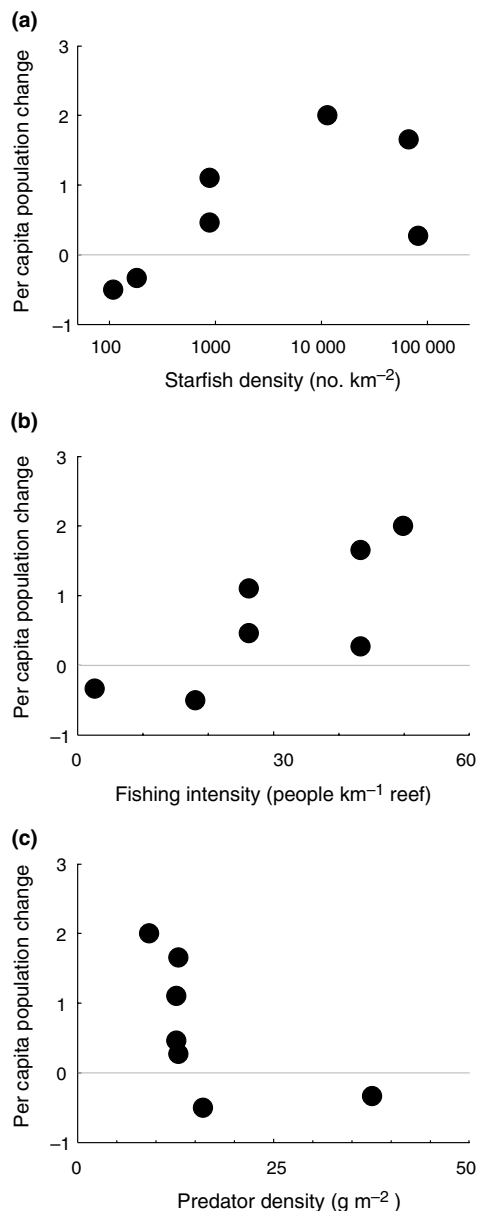 (a)
Per capita population change
3
2
1
0
–1
100 1000 10 000 100 000
Starfish density (no. km–2)
(b)
Per capita population change
3
2
1
0
–1
0 30 60
Fishing intensity (people km–1 reef)
(c)
Per capita population change
3
2
1
0
–1
0 25 50
Predator density (g m–2 )